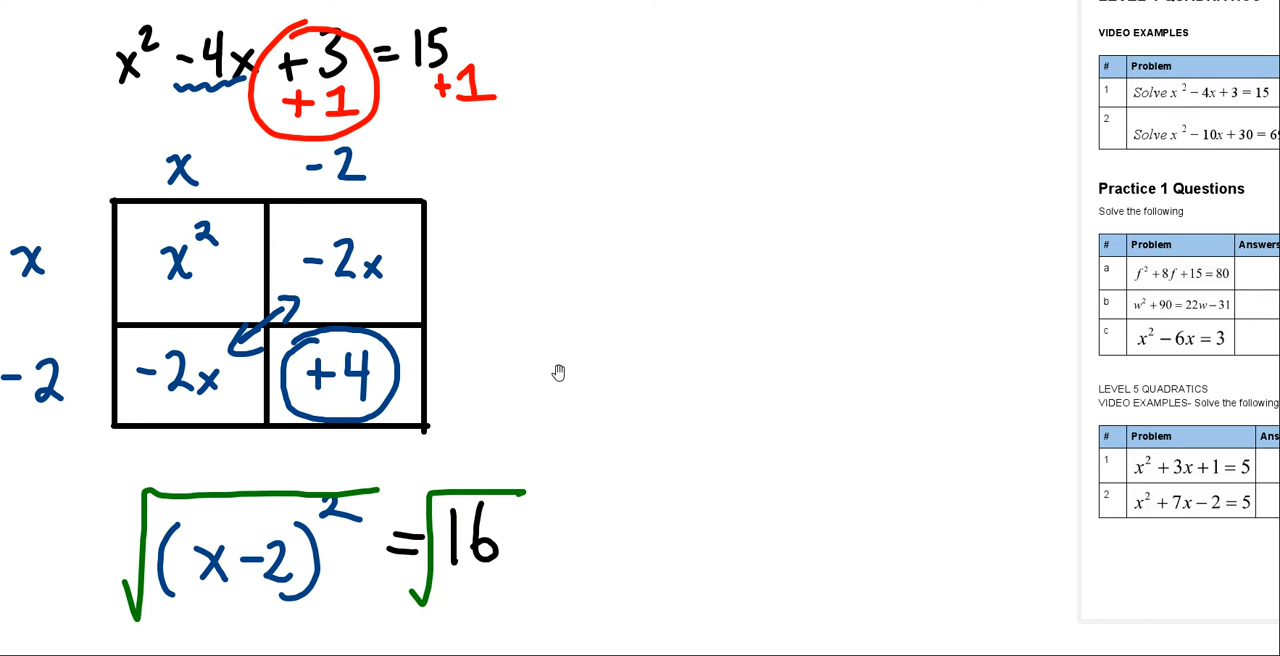 x² -4x +3 = 15
+1 +1
x -2
x x² -2x
-2 -2x +4
√(x-2)² = √16
VIDEO EXAMPLES
# Problem
1 Solve x² − 4x + 3 = 15
2 Solve x² − 10x + 30 =
Practice 1 Questions
Solve the following
# Problem Answers
a f² + 8f + 15 = 80
b w² + 90 = 22w − 31
c x² − 6x = 3
LEVEL 5 QUADRATICS
VIDEO EXAMPLES- Solve the following
# Problem Ans
1 x² + 3x + 1 = 5
2 x² + 7x − 2 = 5